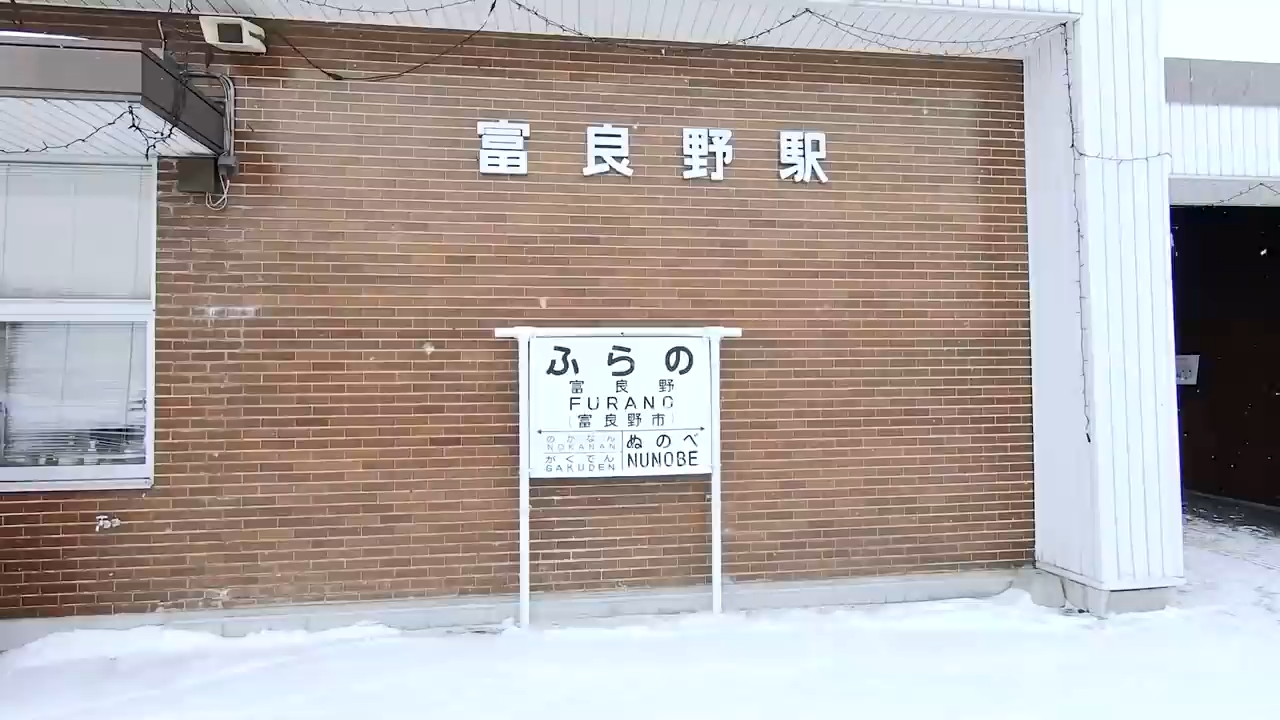 富良野駅
ふらの
富良野
FURANO
(富良野市)
のかなん
NOKANAN
がくでん
GAKUDEN
ぬのべ
NUNOBE